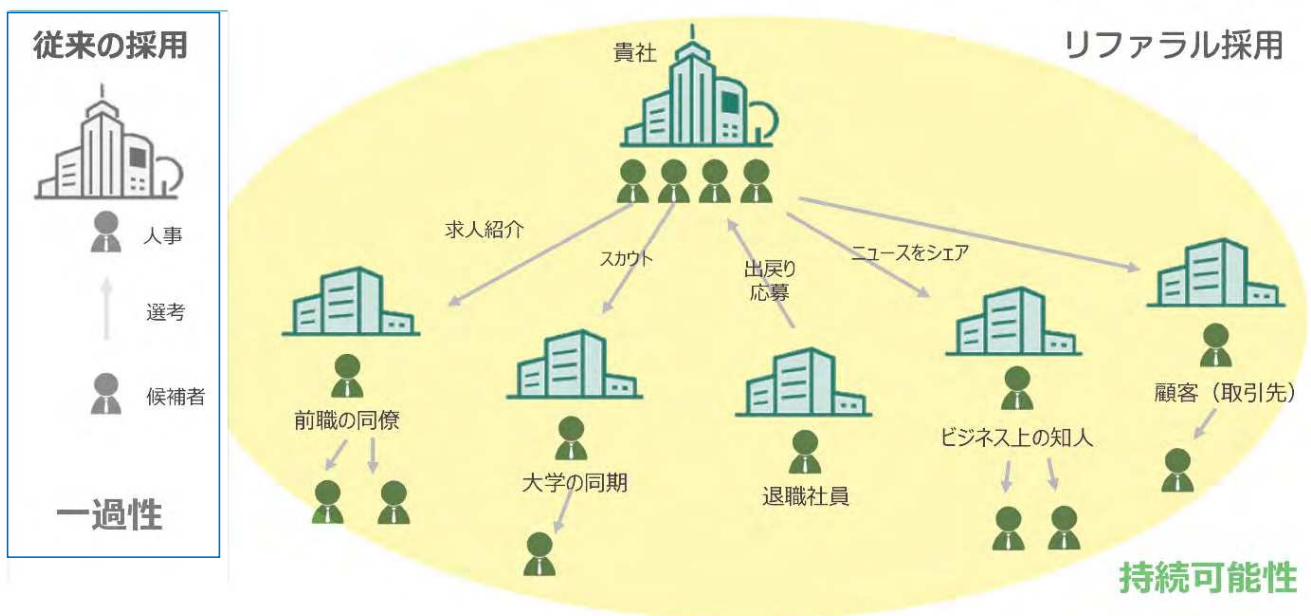 従来の採用
人事
選考
候補者
一過性
リファラル採用
貴社
求人紹介
スカウト
出戻り
応募
ニュースをシェア
前職の同僚
大学の同期
退職社員
ビジネス上の知人
顧客（取引先）
持続可能性